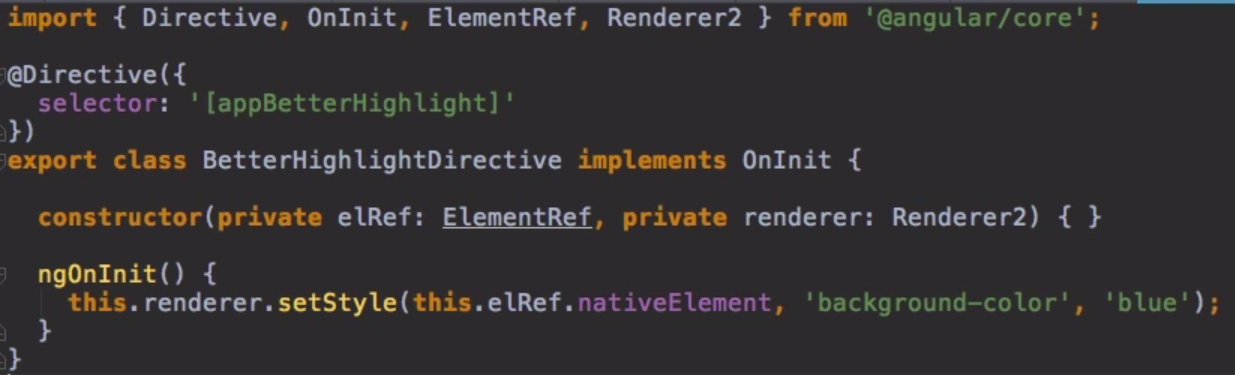 import { Directive, OnInit, ElementRef, Renderer2 } from '@angular/core';
@Directive({
  selector: '[appBetterHighlight]'
})
export class BetterHighlightDirective implements OnInit {
  constructor(private elRef: ElementRef, private renderer: Renderer2) { }
  ngOnInit() {
    this.renderer.setStyle(this.elRef.nativeElement, 'background-color', 'blue');
  }
}